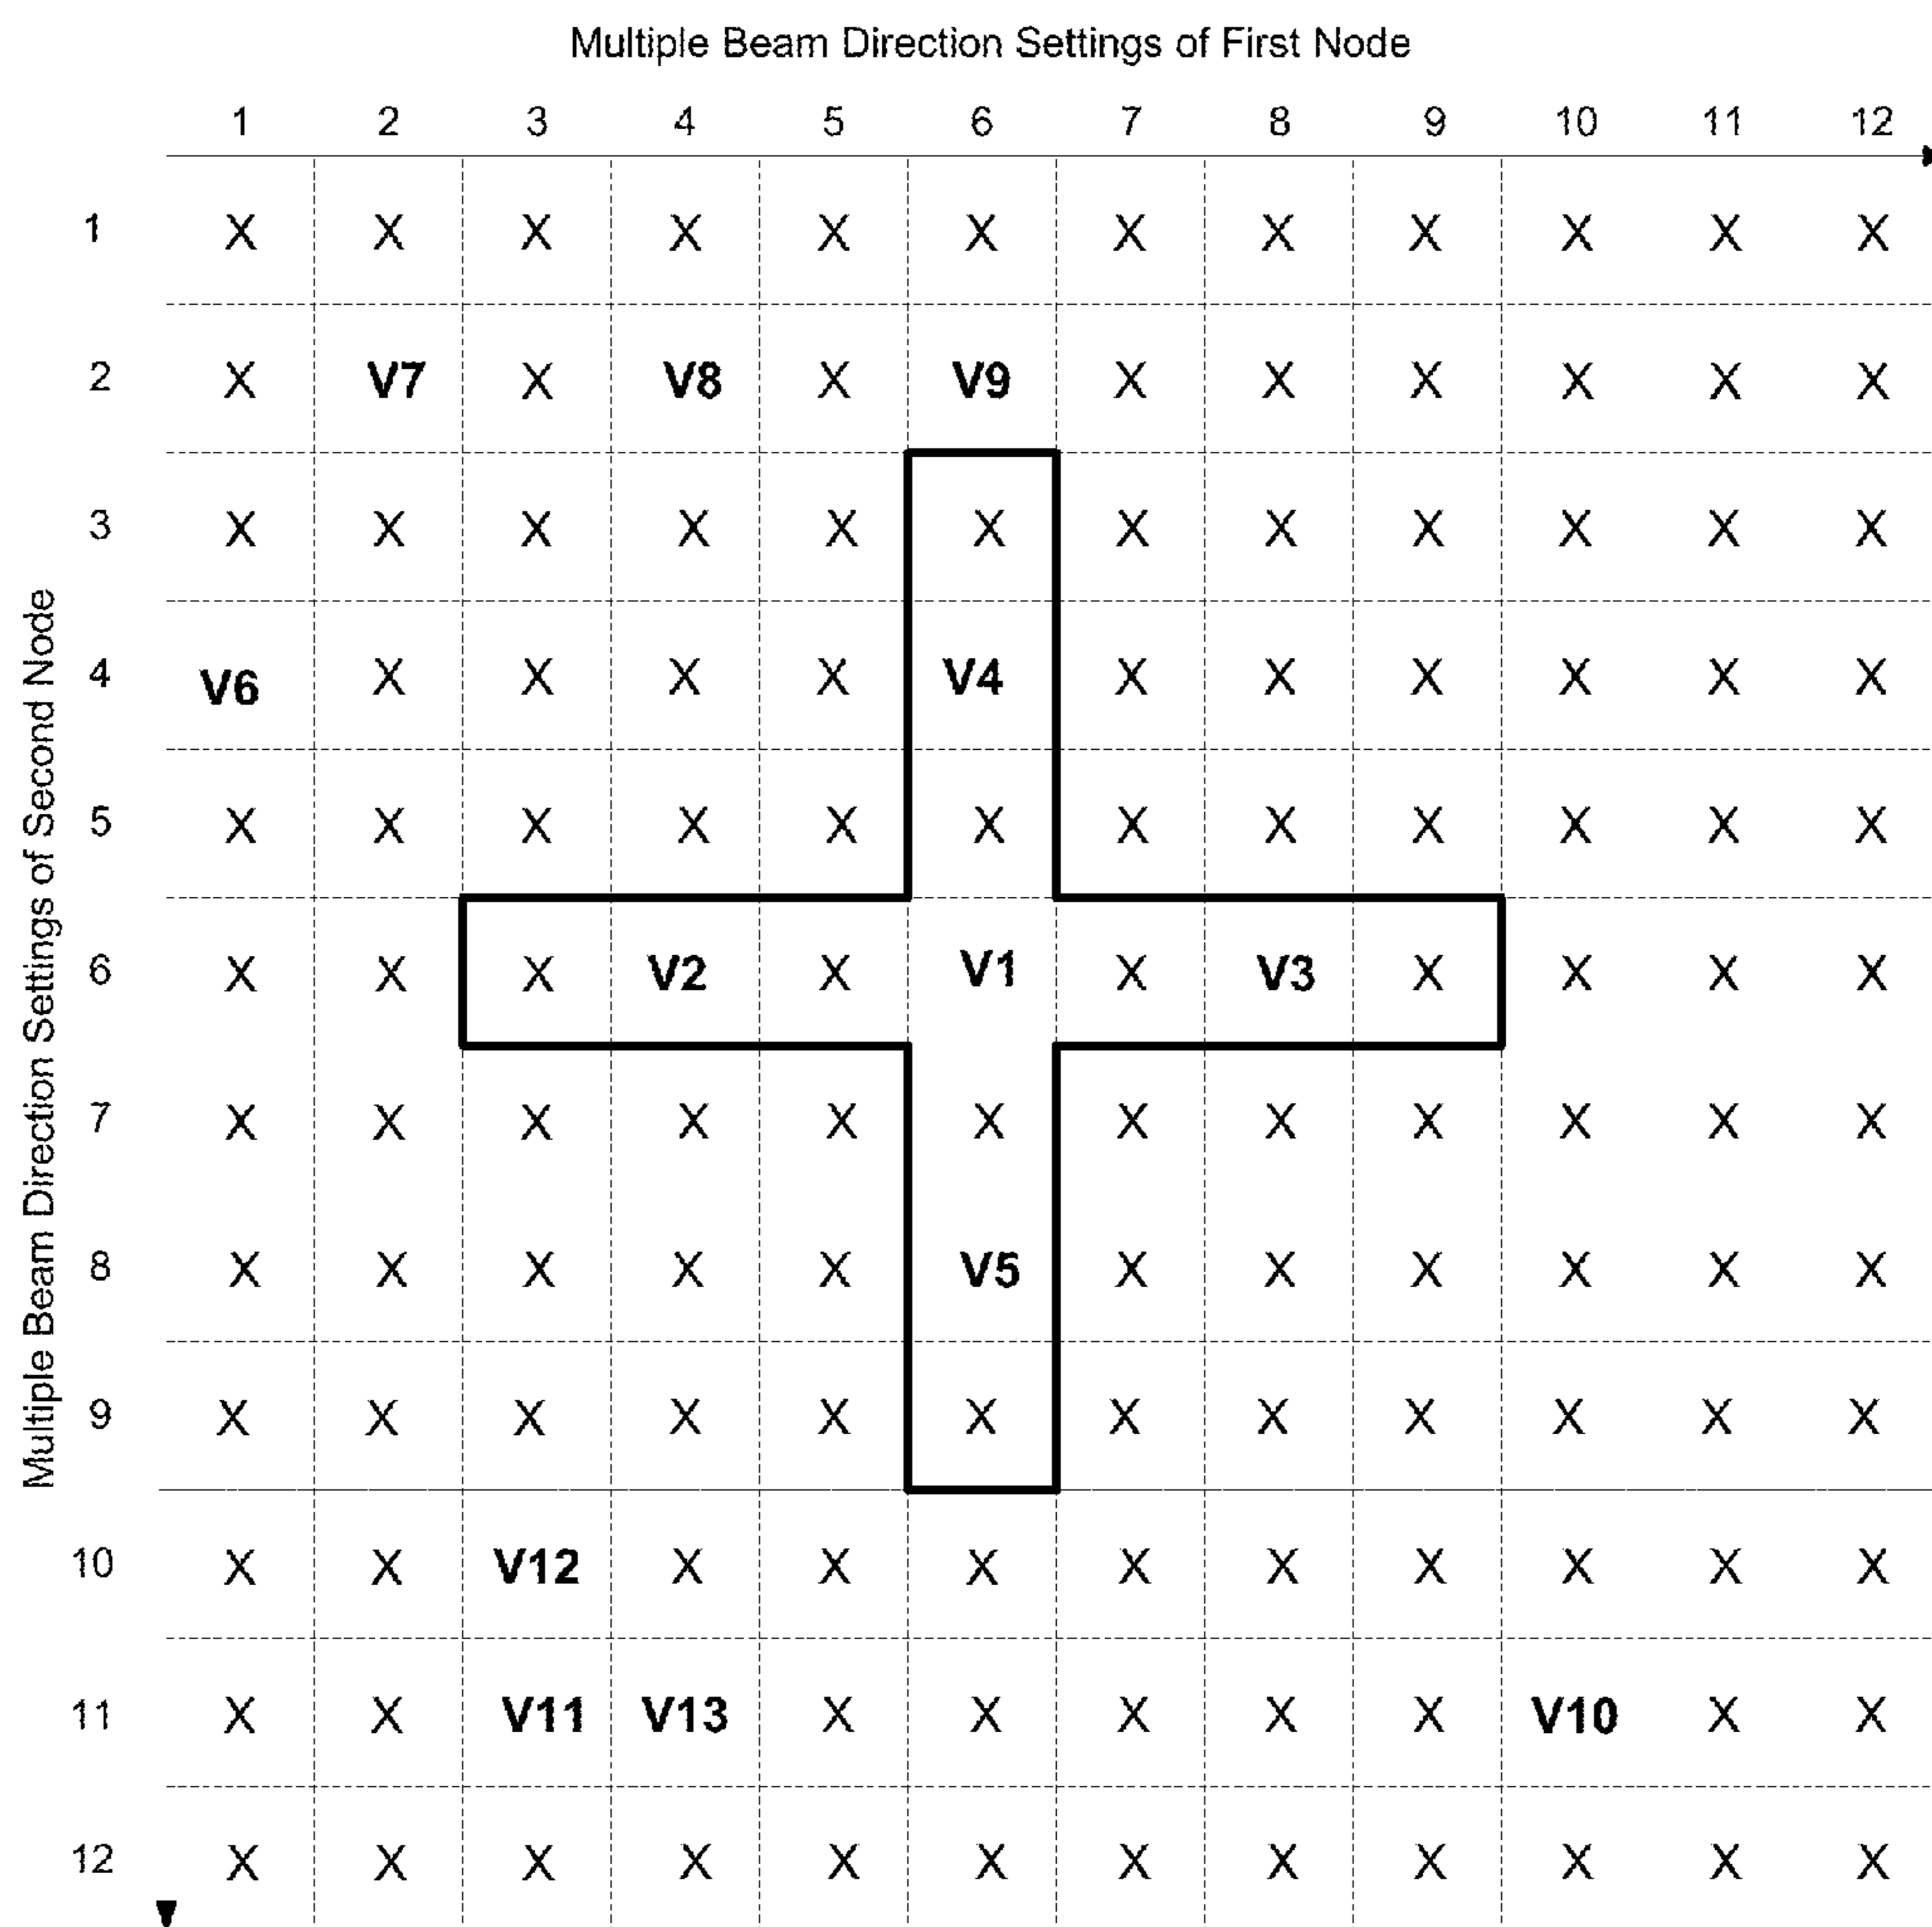 Multiple Beam Direction Settings of First Node
1 2 3 4 5 6 7 8 9 10 11 12
Multiple Beam Direction Settings of Second Node
1 X X X X X X X X X X X X
2 X V7 X V8 X V9 X X X X X X
3 X X X X X X X X X X X X
4 V6 X X X X V4 X X X X X X
5 X X X X X X X X X X X X
6 X X X V2 X V1 X V3 X X X X
7 X X X X X X X X X X X X
8 X X X X X V5 X X X X X X
9 X X X X X X X X X X X X
10 X X V12 X X X X X X X X X
11 X X V11 V13 X X X X X V10 X X
12 X X X X X X X X X X X X